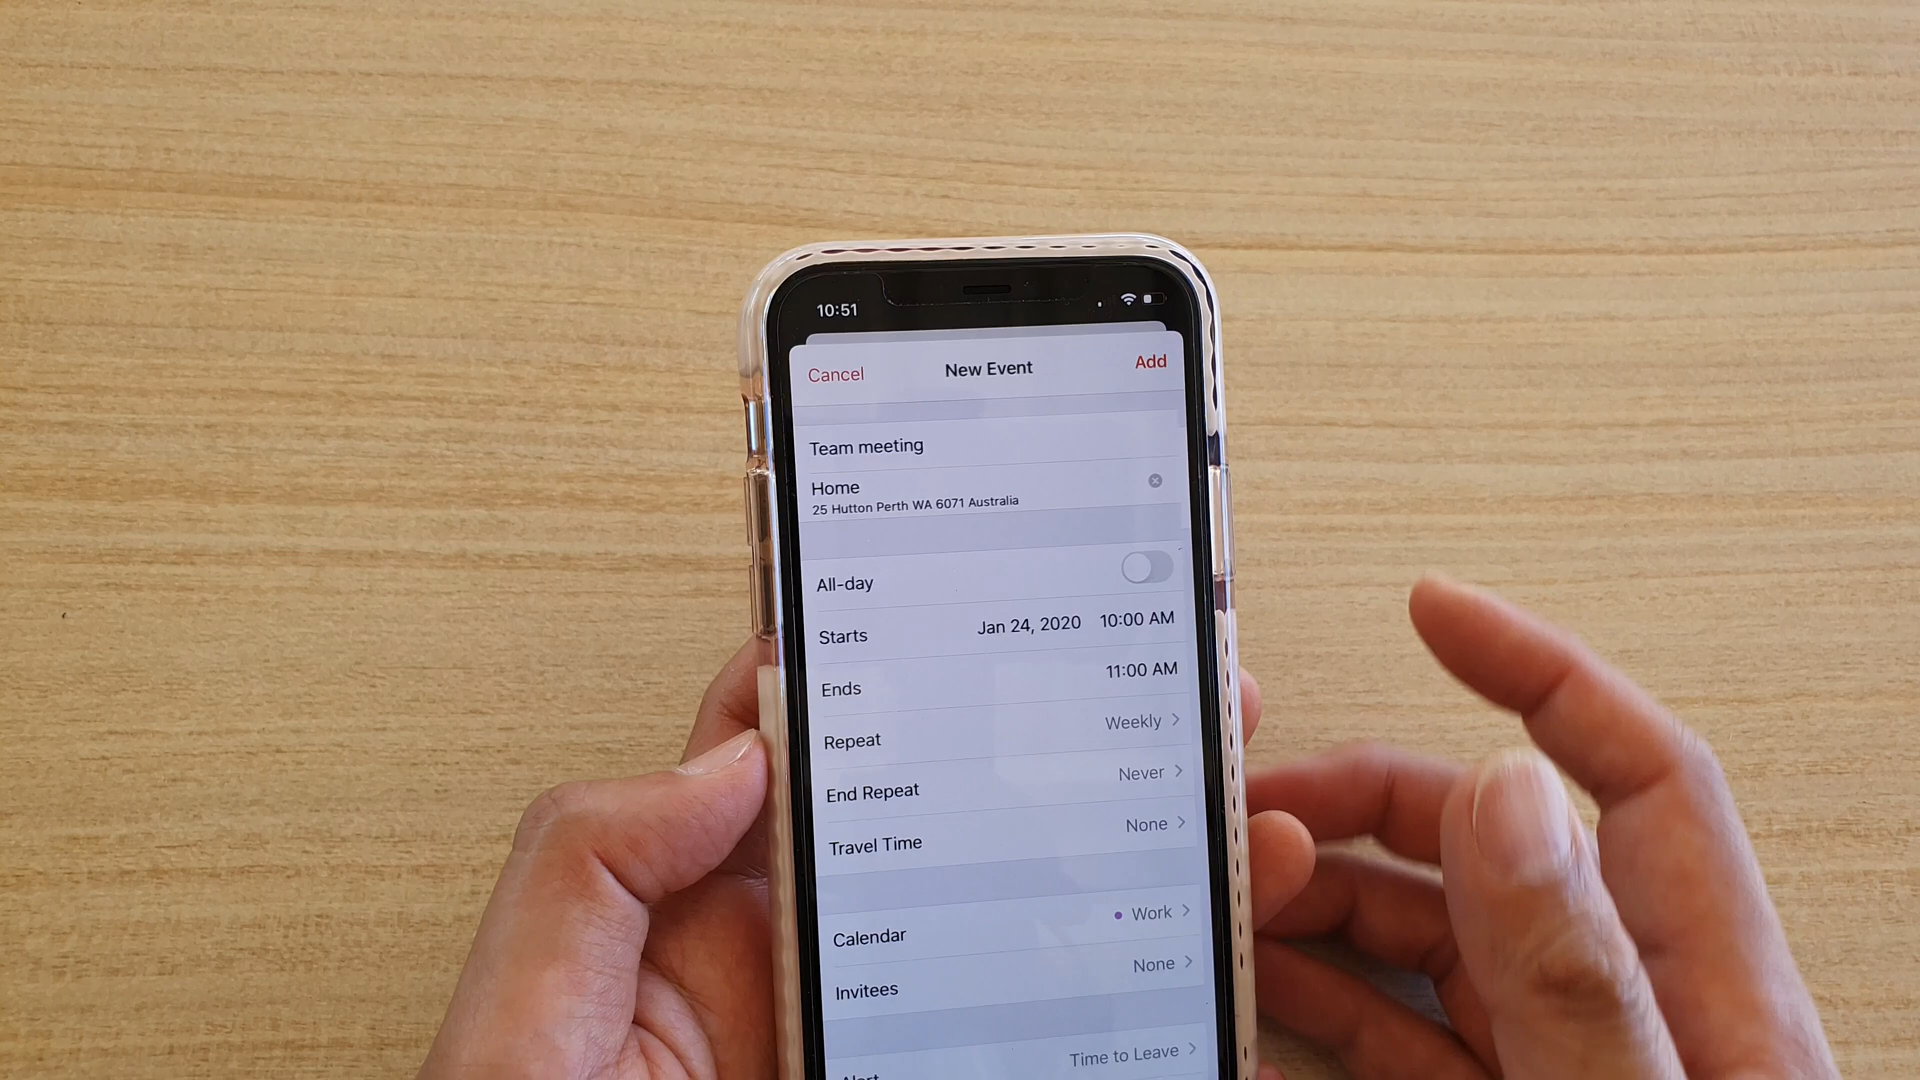 10:51
Cancel New Event Add
Team meeting
Home
25 Hutton Perth WA 6071 Australia
All-day
Starts Jan 24, 2020 10:00 AM
Ends 11:00 AM
Repeat Weekly
End Repeat Never
Travel Time None
Calendar Work
Invitees None
Alert Time to Leave